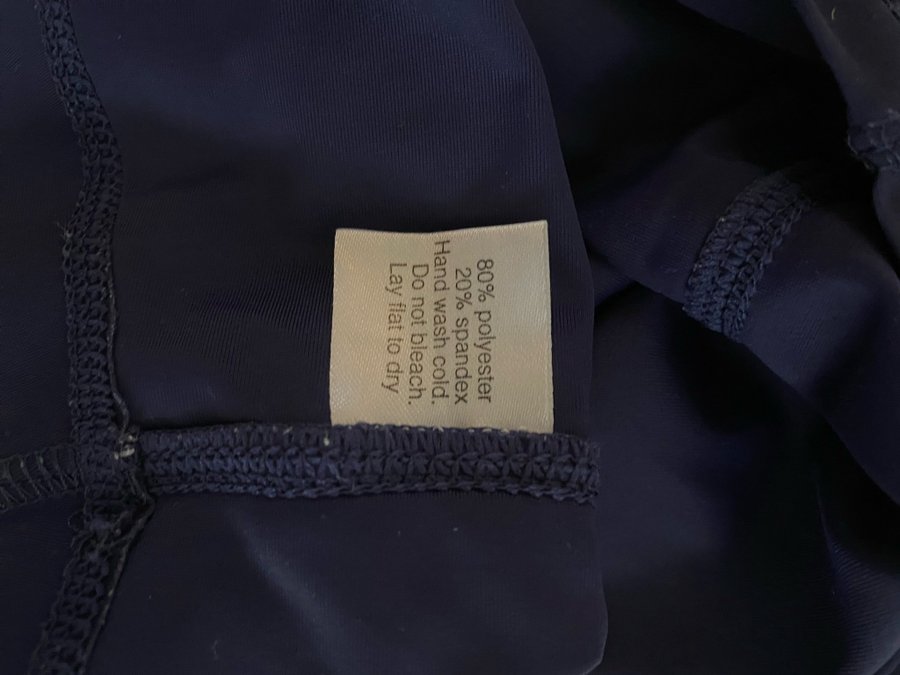 80% polyester
20% spandex
Hand wash cold.
Do not bleach.
Lay flat to dry